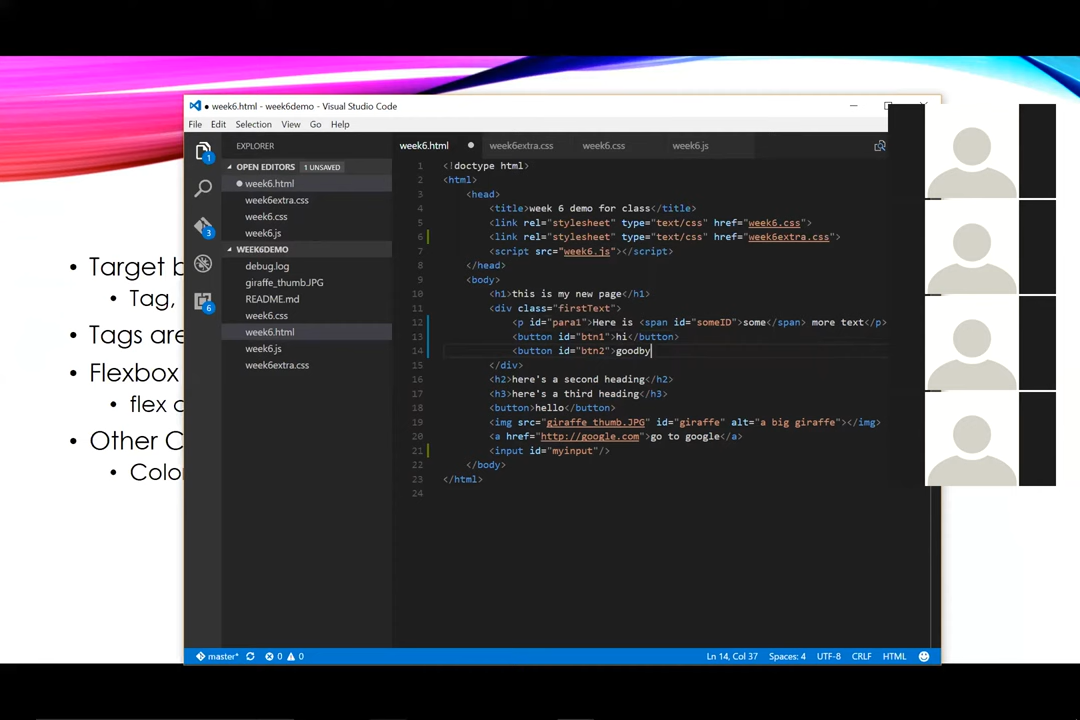 week6.html - week6demo - Visual Studio Code
File Edit Selection View Go Help
EXPLORER
OPEN EDITORS 1 UNSAVED
week6.html
week6extra.css
week6.css
week6.js
WEEK6DEMO
debug.log
giraffe_thumb.JPG
README.md
week6.css
week6.html
week6.js
week6extra.css
1
3
6
week6.html week6extra.css week6.css week6.js
1 <!doctype html>
2 <html>
3 <head>
4 <title>week 6 demo for class</title>
5 <link rel="stylesheet" type="text/css" href="week6.css">
6 <link rel="stylesheet" type="text/css" href="week6extra.css">
7 <script src="week6.js"></script>
8 </head>
9 <body>
10 <h1>this is my new page</h1>
11 <div class="firstText">
12 <p id="para1">Here is <span id="someID">some</span> more text</p>
13 <button id="btn1">hi</button>
14 <button id="btn2">goodby
15 </div>
16 <h2>here's a second heading</h2>
17 <h3>here's a third heading</h3>
18 <button>hello</button>
19 <img src="giraffe_thumb.JPG" id="giraffe" alt="a big giraffe"></img>
20 <a href="http://google.com">go to google</a>
21 <input id="myinput"/>
22 </body>
23 </html>
24
master* 0 0 Ln 14, Col 37 Spaces: 4 UTF-8 CRLF HTML
• Target b
• Tag,
• Tags are
• Flexbox
• flex c
• Other C
• Colo